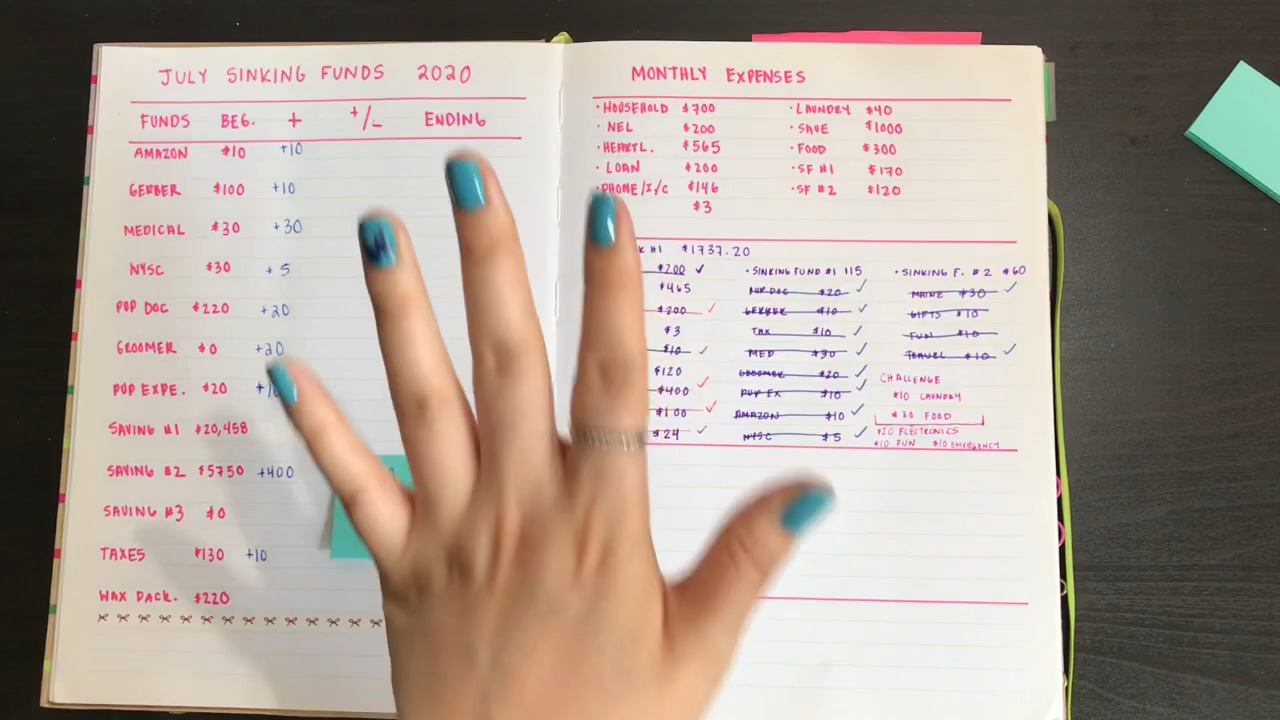 JULY SINKING FUNDS 2020
FUNDS BEG. + +/- ENDING
AMAZON $10 +10
GERBER $100 +10
MEDICAL $30 +30
NYSC $30 +5
PUP DOC $220 +20
GROOMER $0 +20
PUP EXPE. $20
SAVING #1 $20,458
SAVING #2 $5750 +400
SAVING #3 $0
TAXES $130 +10
WAX PACK. $220
MONTHLY EXPENSES
· HOUSEHOLD $700 · LAUNDRY $40
· NEL $200 · SAVE $1000
· HEARTL. $565 · FOOD $300
· LOAN $200 · SF #1 $170
· PHONE/I/C $146 · SF #2 $120
$3
#1 $1737.20
$200 · SINKING FUND #1 115 · SINKING F. #2 $60
$465 PUP DOC $20 MAINE $30
$200 GERBER $10 GIFTS $10
$3 TAX $10 FUN $10
$10 MED $30 TRAVEL $10
$120 GROOMER $20 CHALLENGE
$400 PUP EX $10 $10 LAUNDRY
$100 AMAZON $10 $30 FOOD
$24 NYSC $5 $20 ELECTRONICS
$10 FUN $10 EMERGENCY